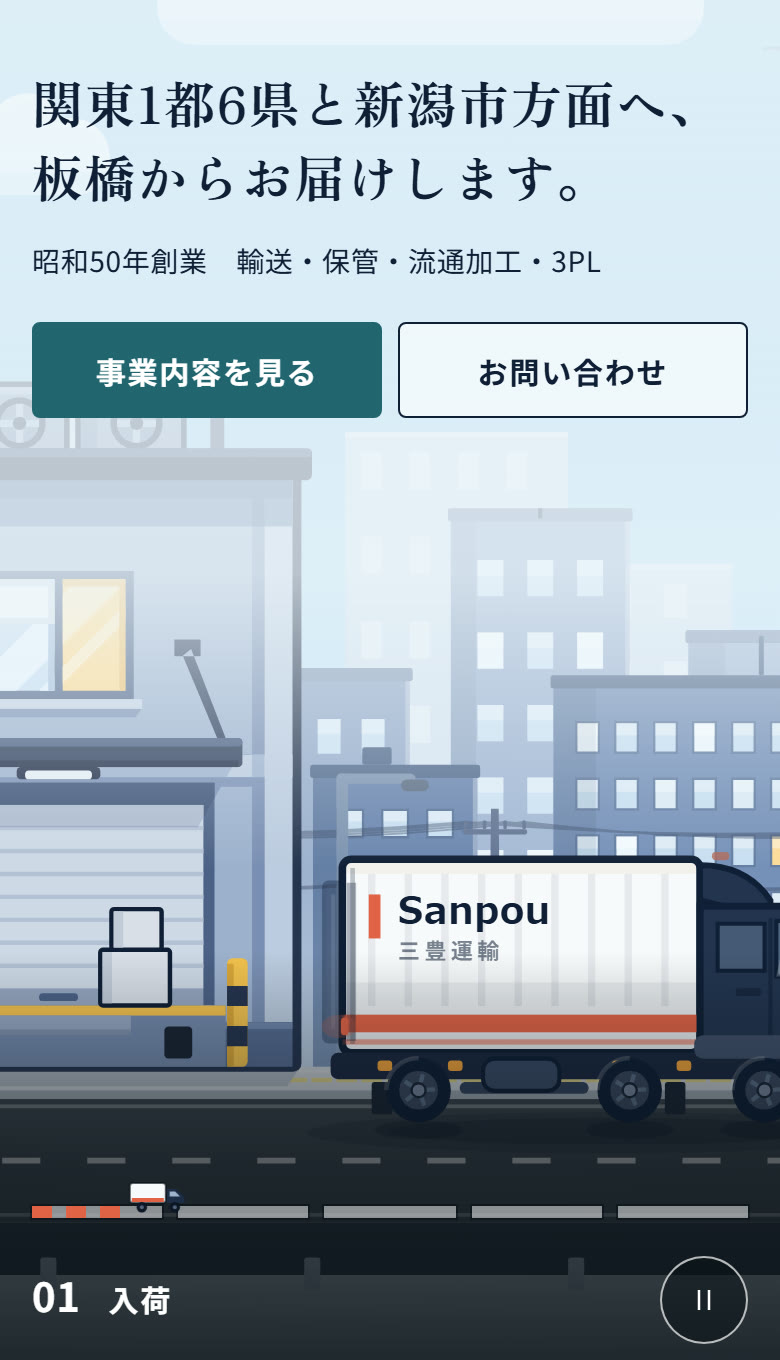 関東1都6県と新潟市方面へ、
板橋からお届けします。
昭和50年創業　輸送・保管・流通加工・3PL
事業内容を見る
お問い合わせ
Sanpou
三豊運輸
01 入荷